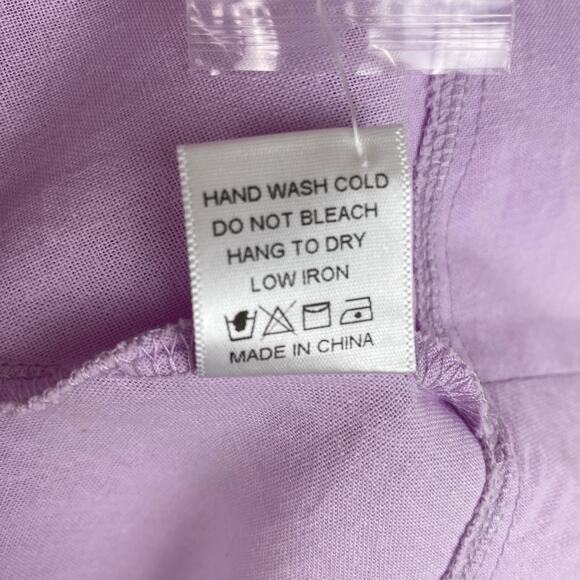 HAND WASH COLD
DO NOT BLEACH
HANG TO DRY
LOW IRON
MADE IN CHINA